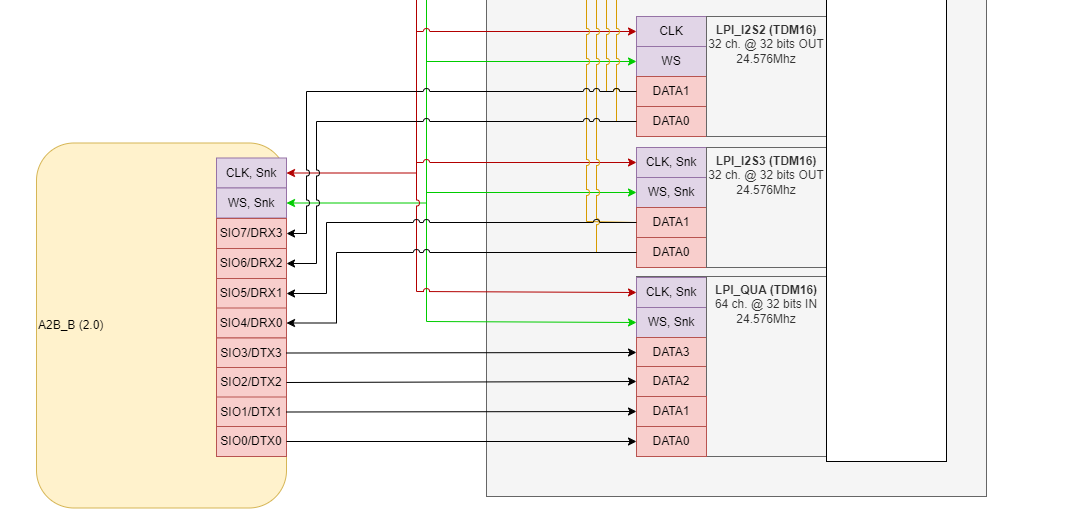 CLK
WS
DATA1
DATA0
LPI_I2S2 (TDM16)
32 ch. @ 32 bits OUT
24.576Mhz
CLK, Snk
WS, Snk
DATA1
DATA0
LPI_I2S3 (TDM16)
32 ch. @ 32 bits OUT
24.576Mhz
CLK, Snk
WS, Snk
DATA3
DATA2
DATA1
DATA0
LPI_QUA (TDM16)
64 ch. @ 32 bits IN
24.576Mhz
A2B_B (2.0)
CLK, Snk
WS, Snk
SIO7/DRX3
SIO6/DRX2
SIO5/DRX1
SIO4/DRX0
SIO3/DTX3
SIO2/DTX2
SIO1/DTX1
SIO0/DTX0